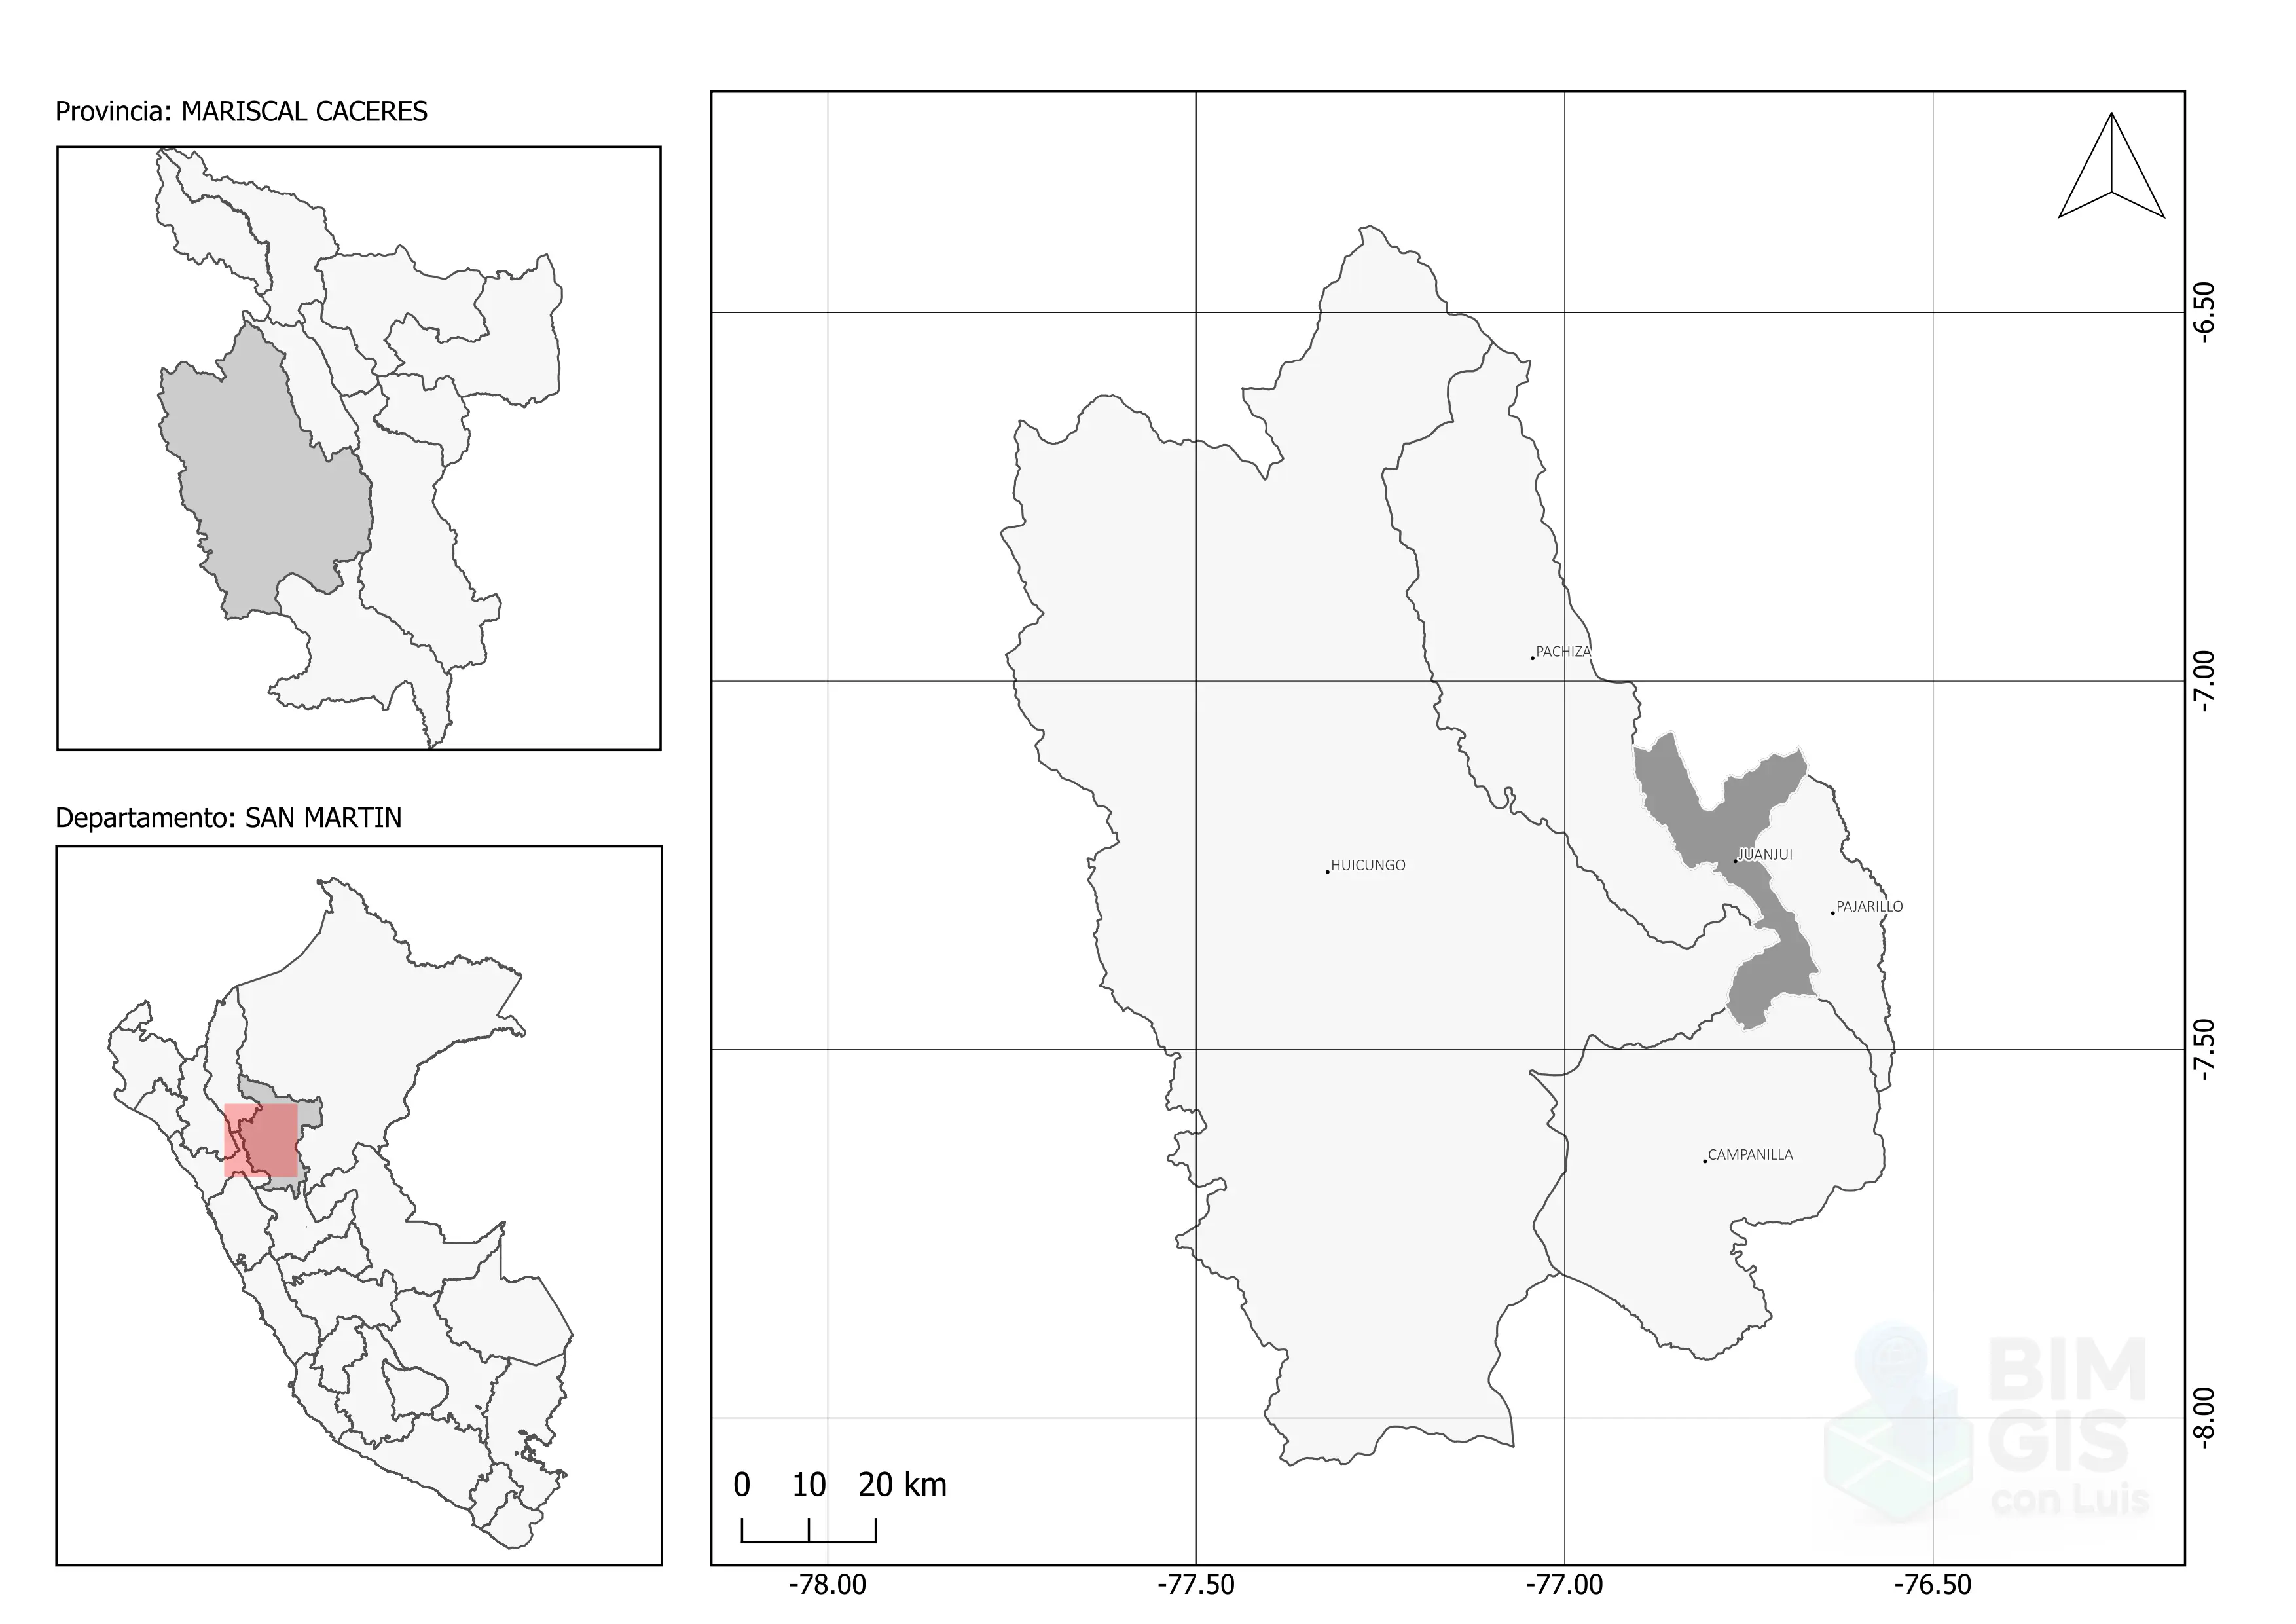 Provincia: MARISCAL CACERES
Departamento: SAN MARTIN
PACHIZA
JUANJUI
HUICUNGO
PAJARILLO
CAMPANILLA
-6.50
-7.00
-7.50
-8.00
0 10 20 km
-78.00 -77.50 -77.00 -76.50
BIM
GIS
con Luis